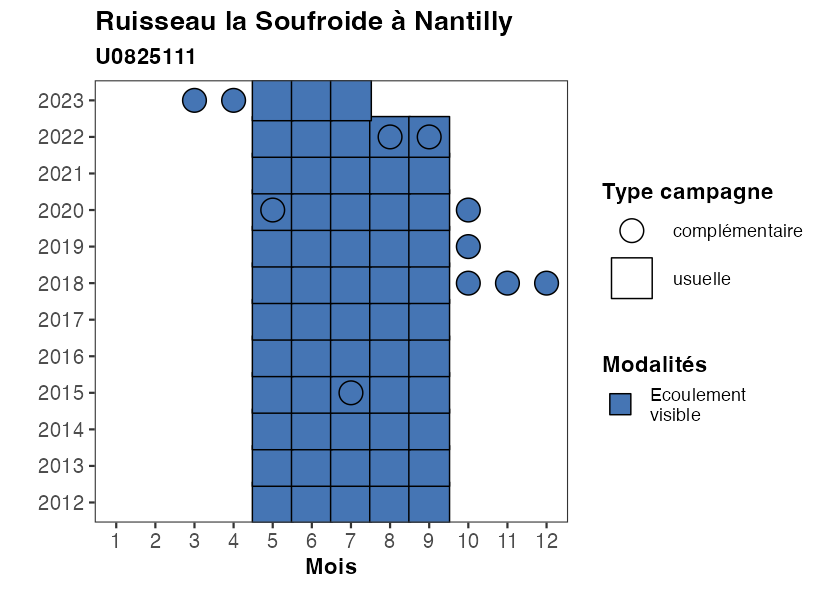 Ruisseau la Soufroide à Nantilly
U0825111
2023
2022
2021
2020
2019
2018
2017
2016
2015
2014
2013
2012
1 2 3 4 5 6 7 8 9 10 11 12
Mois
Type campagne
complémentaire
usuelle
Modalités
Ecoulement
visible